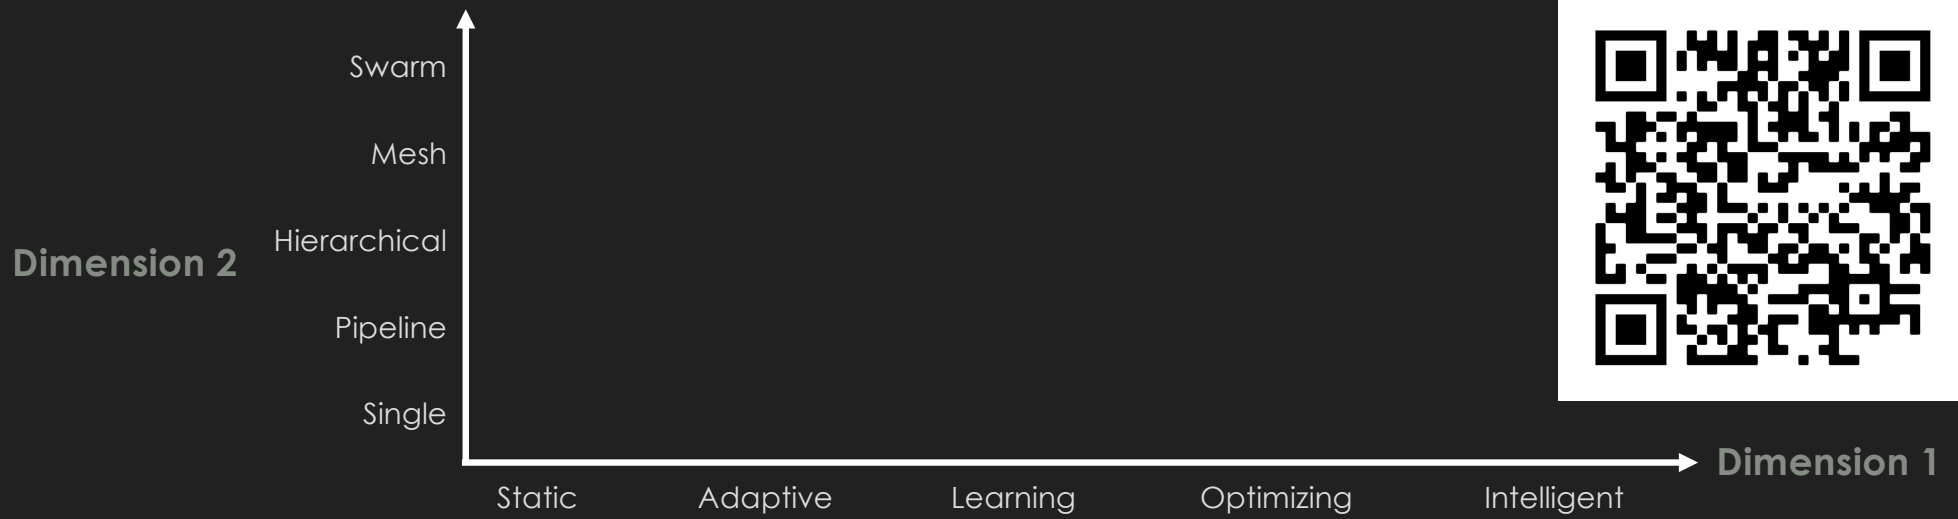 Swarm
Mesh
Hierarchical
Dimension 2
Pipeline
Single
Dimension 1
Static
Adaptive
Learning
Optimizing
Intelligent